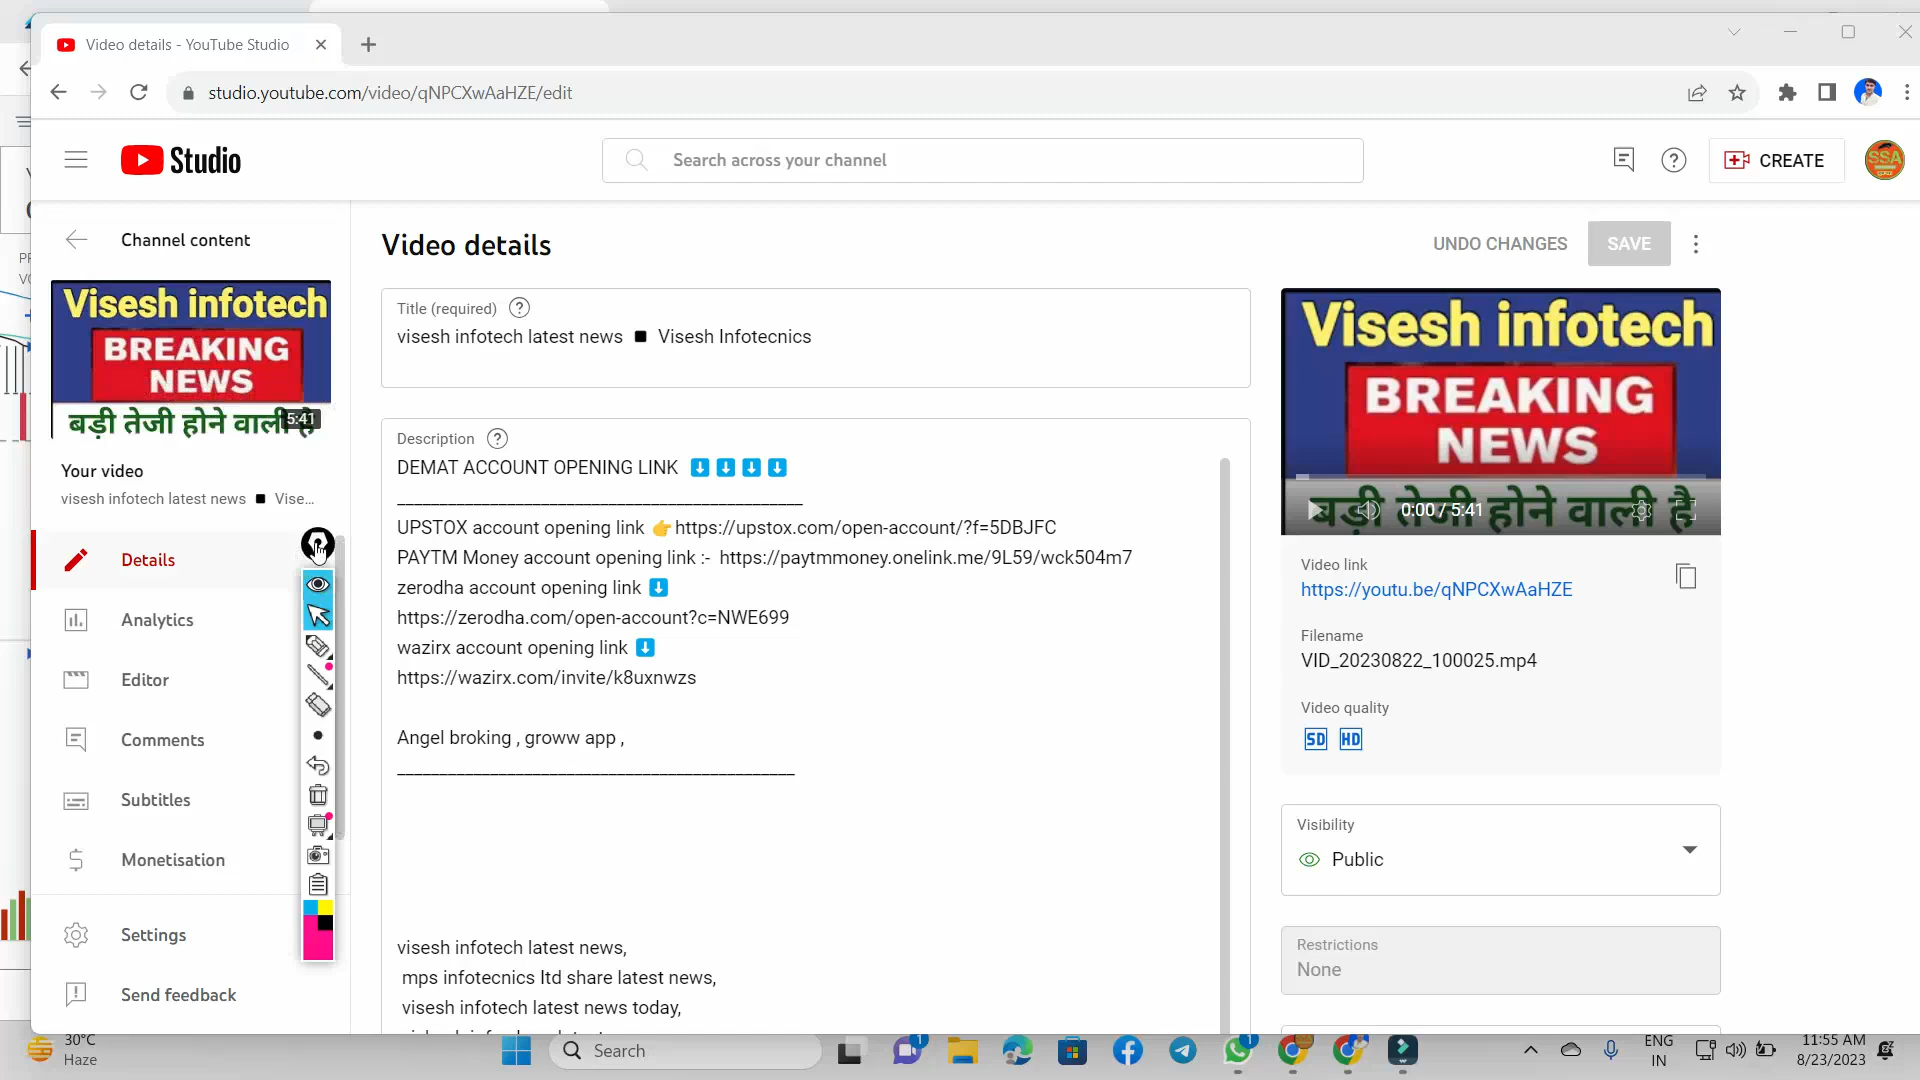 Video details - YouTube Studio
studio.youtube.com/video/qNPCXwAaHZE/edit
Studio
Search across your channel
CREATE
SSA
Channel content
Video details
UNDO CHANGES
SAVE
Visesh infotech
BREAKING
NEWS
बड़ी तेजी होने वाली है
5:41
Your video
visesh infotech latest news ■ Vise...
Details
Analytics
Editor
Comments
Subtitles
Monetisation
Settings
Send feedback
Title (required)
visesh infotech latest news ■ Visesh Infotecnics
Description
DEMAT ACCOUNT OPENING LINK ⬇️⬇️⬇️⬇️
UPSTOX account opening link 👉https://upstox.com/open-account/?f=5DBJFC
PAYTM Money account opening link :- https://paytmmoney.onelink.me/9L59/wck504m7
zerodha account opening link ⬇️
https://zerodha.com/open-account?c=NWE699
wazirx account opening link ⬇️
https://wazirx.com/invite/k8uxnwzs
Angel broking , groww app ,
visesh infotech latest news,
mps infotecnics ltd share latest news,
visesh infotech latest news today,
Visesh infotech
BREAKING
NEWS
बड़ी तेजी होने वाली है
0:00 / 5:41
Video link
https://youtu.be/qNPCXwAaHZE
Filename
VID_20230822_100025.mp4
Video quality
SD HD
Visibility
Public
Restrictions
None
30°C
Haze
Search
1
1
ENG
IN
11:55 AM
8/23/2023